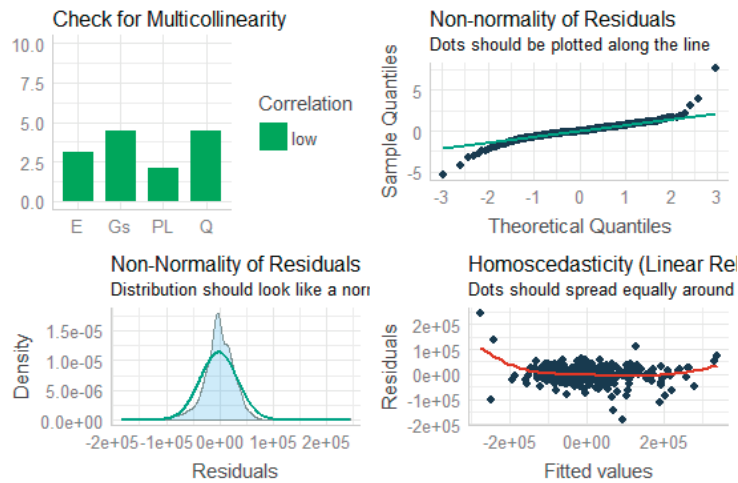 Check for Multicollinearity
10.0
7.5
5.0
2.5
0.0
E Gs PL Q
Correlation
low
Non-normality of Residuals
Dots should be plotted along the line
Sample Quantiles
5
0
-5
-3 -2 -1 0 1 2 3
Theoretical Quantiles
Non-Normality of Residuals
Distribution should look like a nor
Density
1.5e-05
1.0e-05
5.0e-06
0.0e+00
-2e+05 -1e+05 0e+00 1e+05 2e+05
Residuals
Homoscedasticity (Linear Rel
Dots should spread equally around
Residuals
2e+05
1e+05
0e+00
-1e+05
-2e+05
-2e+05 0e+00 2e+05
Fitted values